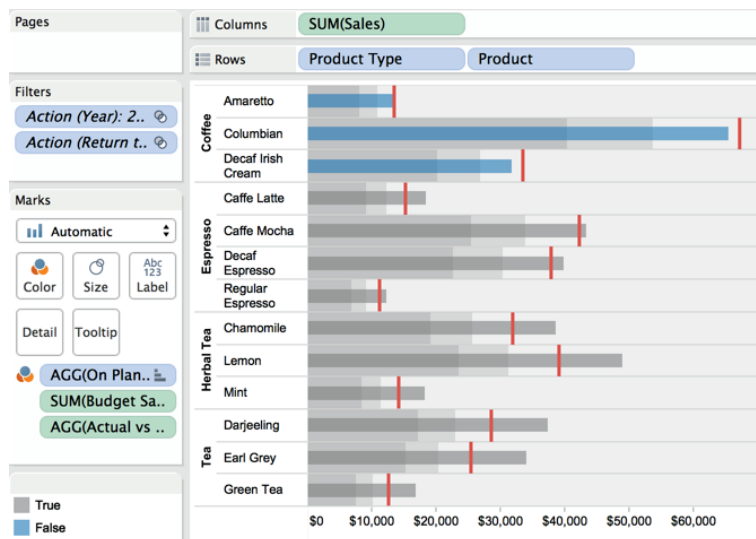 Pages
Columns
SUM(Sales)
Rows
Product Type
Product
Filters
Action (Year): 2..
Action (Return t..
Marks
Automatic
Color
Size
Abc
123
Label
Detail
Tooltip
AGG(On Plan..
SUM(Budget Sa..
AGG(Actual vs ..
True
False
Coffee
Amaretto
Columbian
Decaf Irish
Cream
Espresso
Caffe Latte
Caffe Mocha
Decaf
Espresso
Regular
Espresso
Herbal Tea
Chamomile
Lemon
Mint
Tea
Darjeeling
Earl Grey
Green Tea
$0
$10,000
$20,000
$30,000
$40,000
$50,000
$60,000